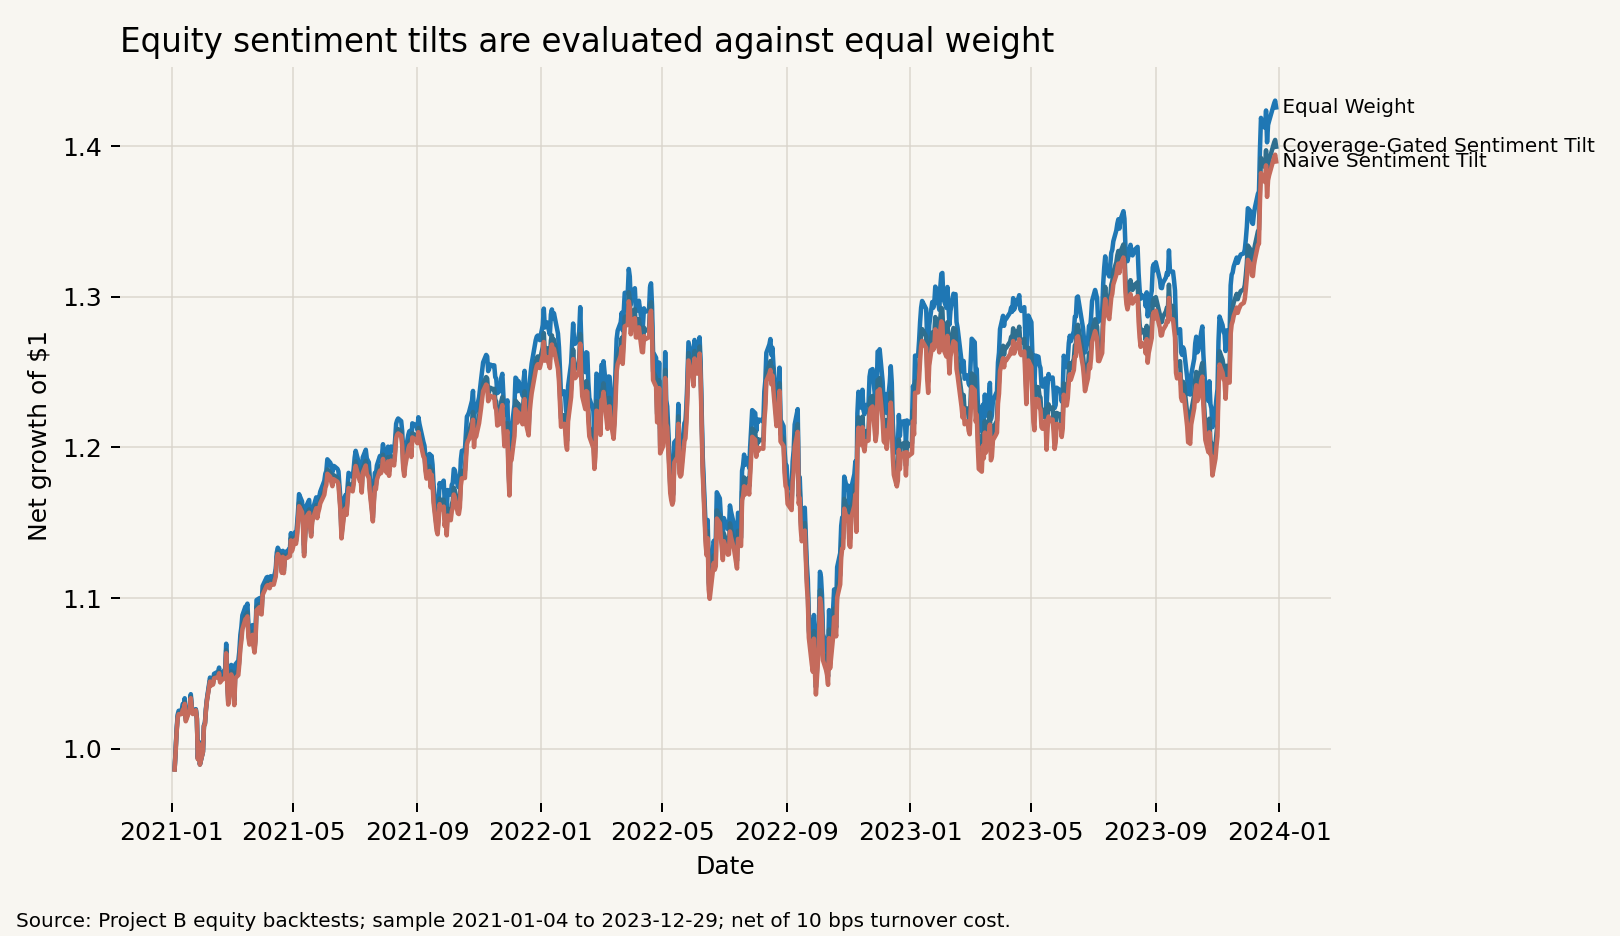 Equity sentiment tilts are evaluated against equal weight
Equal Weight
Coverage-Gated Sentiment Tilt
Naive Sentiment Tilt
Net growth of $1
1.4
1.3
1.2
1.1
1.0
2021-01 2021-05 2021-09 2022-01 2022-05 2022-09 2023-01 2023-05 2023-09 2024-01
Date
Source: Project B equity backtests; sample 2021-01-04 to 2023-12-29; net of 10 bps turnover cost.